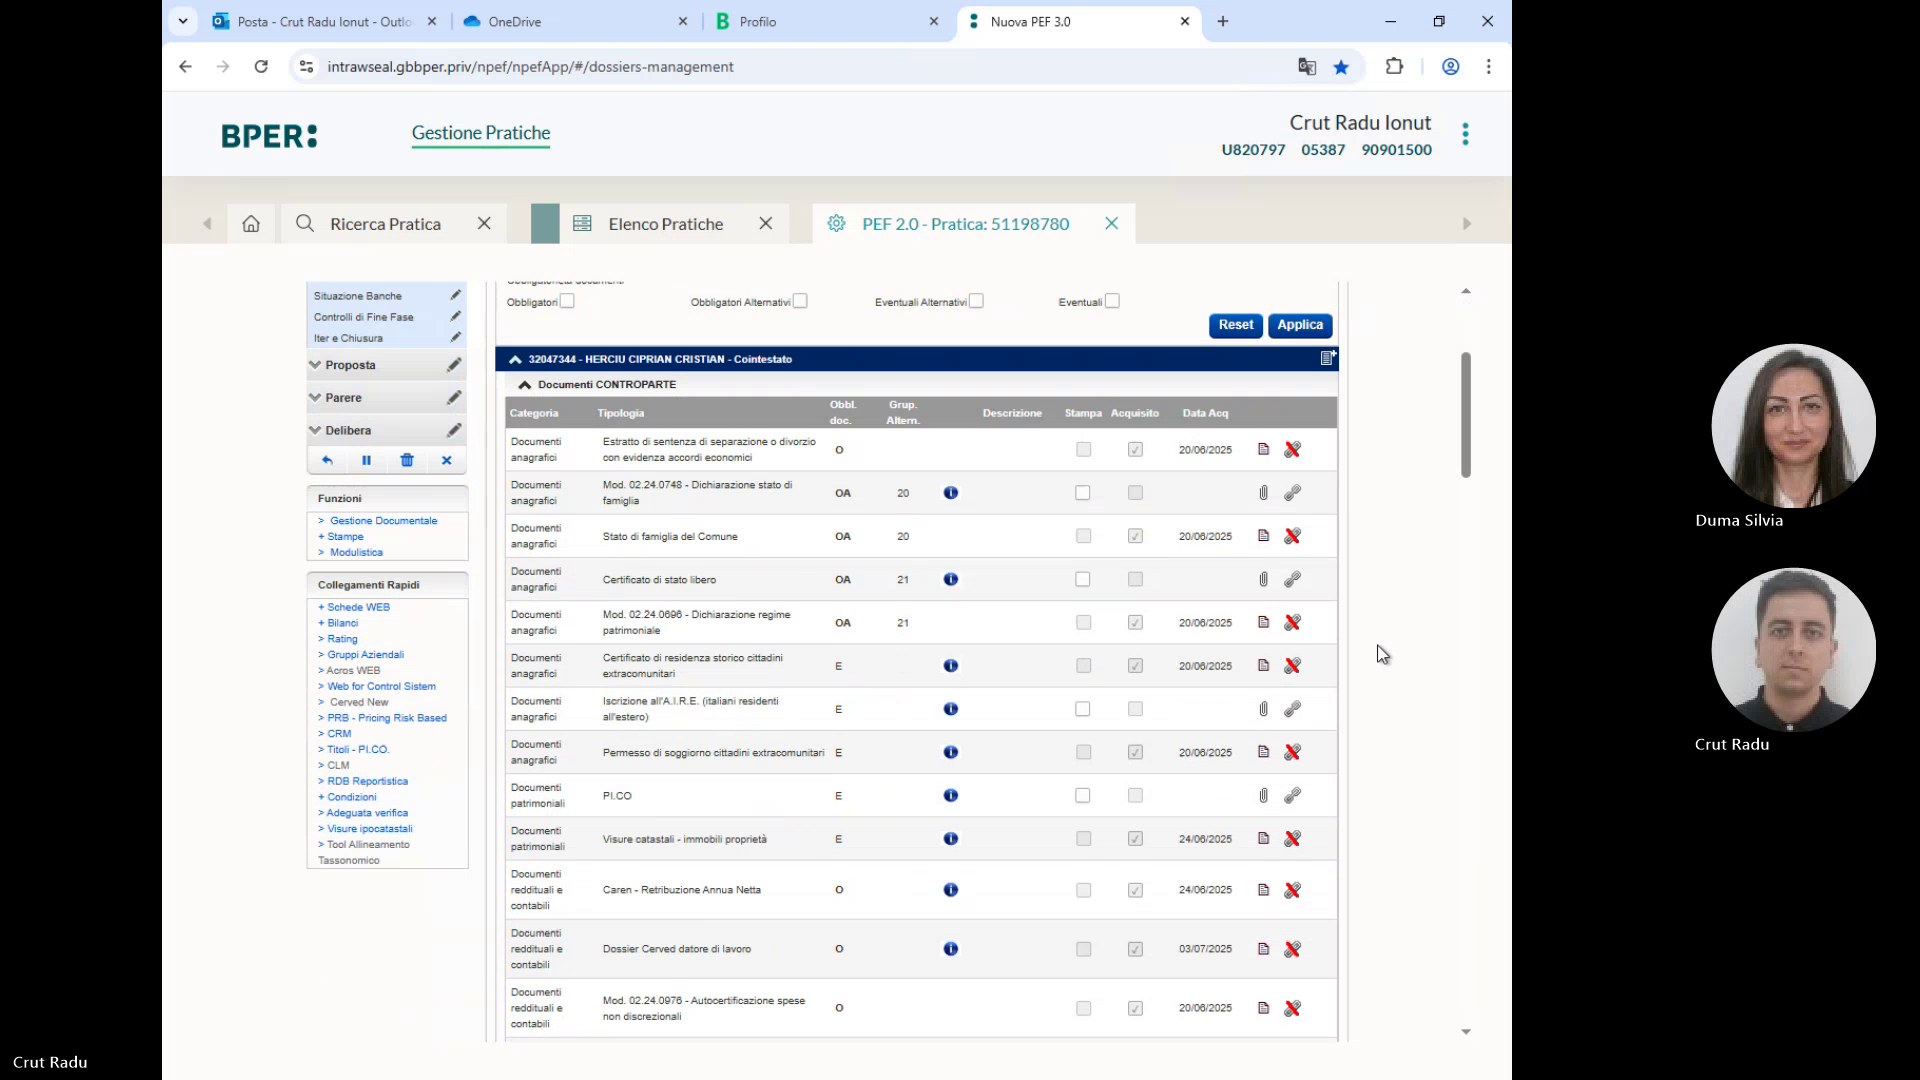 Posta - Crut Radu Ionut - Outlo
OneDrive
Profilo
Nuova PEF 3.0
intrawseal.gbbper.priv/npef/npefApp/#/dossiers-management
BPER:
Gestione Pratiche
Crut Radu Ionut
U820797 05387 90901500
Ricerca Pratica
Elenco Pratiche
PEF 2.0 - Pratica: 51198780
Situazione Banche
Controlli di Fine Fase
Iter e Chiusura
Proposta
Parere
Delibera
Funzioni
> Gestione Documentale
+ Stampe
> Modulistica
Collegamenti Rapidi
+ Schede WEB
+ Bilanci
> Rating
> Gruppi Aziendali
> Acros WEB
> Web for Control Sistem
> Cerved New
> PRB - Pricing Risk Based
> CRM
> Titoli - PI.CO.
> CLM
> RDB Reportistica
+ Condizioni
> Adeguata verifica
> Visure ipocatastali
> Tool Allineamento
Tassonomico
Obbligatori
Obbligatori Alternativi
Eventuali Alternativi
Eventuali
Reset
Applica
32047344 - HERCIU CIPRIAN CRISTIAN - Cointestato
Documenti CONTROPARTE
Categoria Tipologia Obbl. doc. Grup. Altern. Descrizione Stampa Acquisito Data Acq
Documenti anagrafici Estratto di sentenza di separazione o divorzio con evidenza accordi economici O 20/06/2025
Documenti anagrafici Mod. 02.24.0748 - Dichiarazione stato di famiglia OA 20
Documenti anagrafici Stato di famiglia del Comune OA 20 20/06/2025
Documenti anagrafici Certificato di stato libero OA 21
Documenti anagrafici Mod. 02.24.0696 - Dichiarazione regime patrimoniale OA 21 20/06/2025
Documenti anagrafici Certificato di residenza storico cittadini extracomunitari E 20/06/2025
Documenti anagrafici Iscrizione all'A.I.R.E. (italiani residenti all'estero) E
Documenti anagrafici Permesso di soggiorno cittadini extracomunitari E 20/06/2025
Documenti patrimoniali PI.CO E
Documenti patrimoniali Visure catastali - immobili proprietà E 24/06/2025
Documenti reddituali e contabili Caren - Retribuzione Annua Netta O 24/06/2025
Documenti reddituali e contabili Dossier Cerved datore di lavoro O 03/07/2025
Documenti reddituali e contabili Mod. 02.24.0976 - Autocertificazione spese non discrezionali O 20/06/2025
Duma Silvia
Crut Radu
Crut Radu